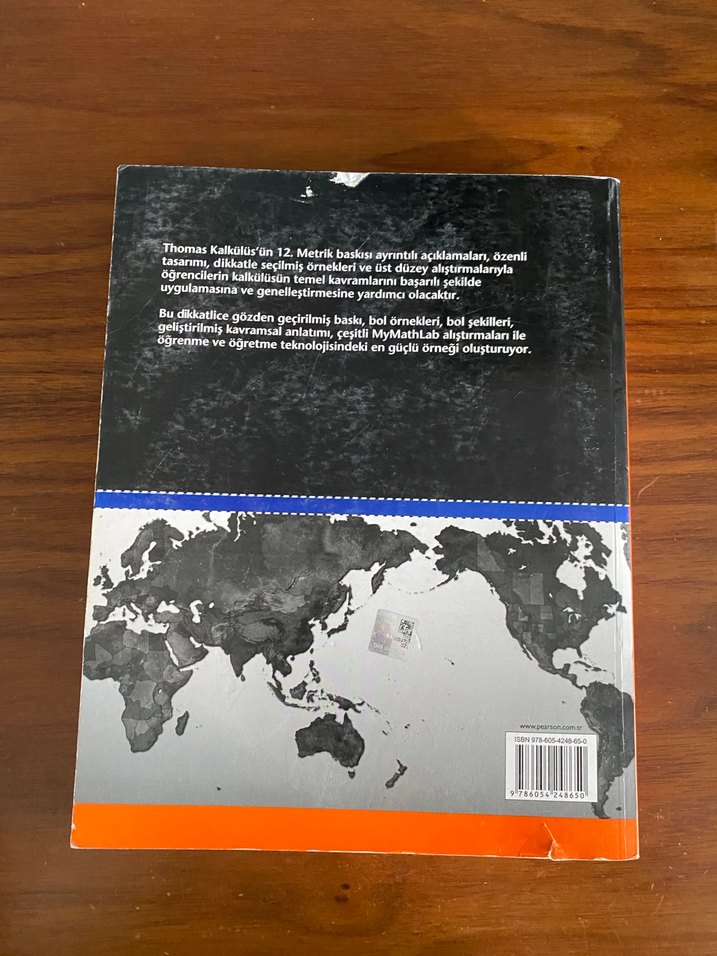 Thomas Kalkülüs'ün 12. Metrik baskısı ayrıntılı açıklamaları, özenli
tasarımı, dikkatle seçilmiş örnekleri ve üst düzey alıştırmalarıyla
öğrencilerin kalkülüsün temel kavramlarını başarılı şekilde
uygulamasına ve genelleştirmesine yardımcı olacaktır.
Bu dikkatlice gözden geçirilmiş baskı, bol örnekleri, bol şekilleri,
geliştirilmiş kavramsal anlatımı, çeşitli MyMathLab alıştırmaları ile
öğrenme ve öğretme teknolojisindeki en güçlü örneği oluşturuyor.
www.pearson.com.tr
ISBN 978-605-4248-65-0
9 786054 248650